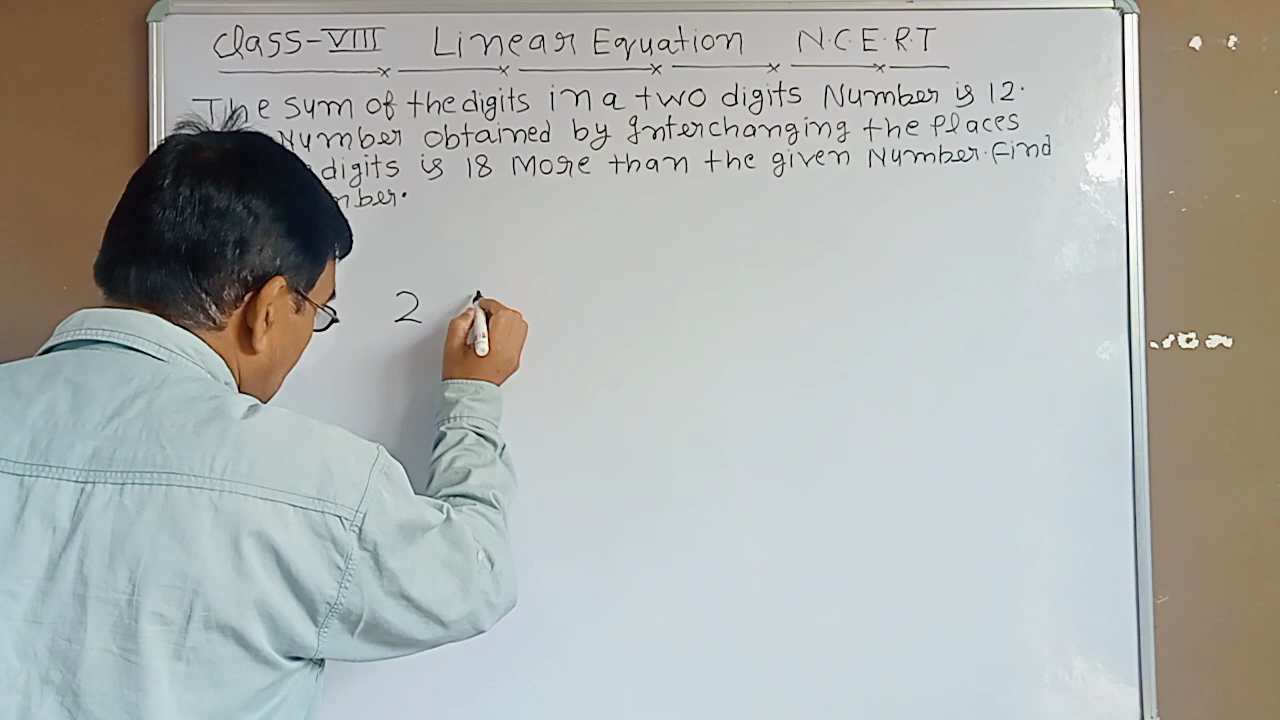 Class-VIII Linear Equation N.C.E.R.T
The sum of the digits in a two digits Number is 12.
Number obtained by Interchanging the Places
digits is 18 More than the given Number. Find
mber.
2